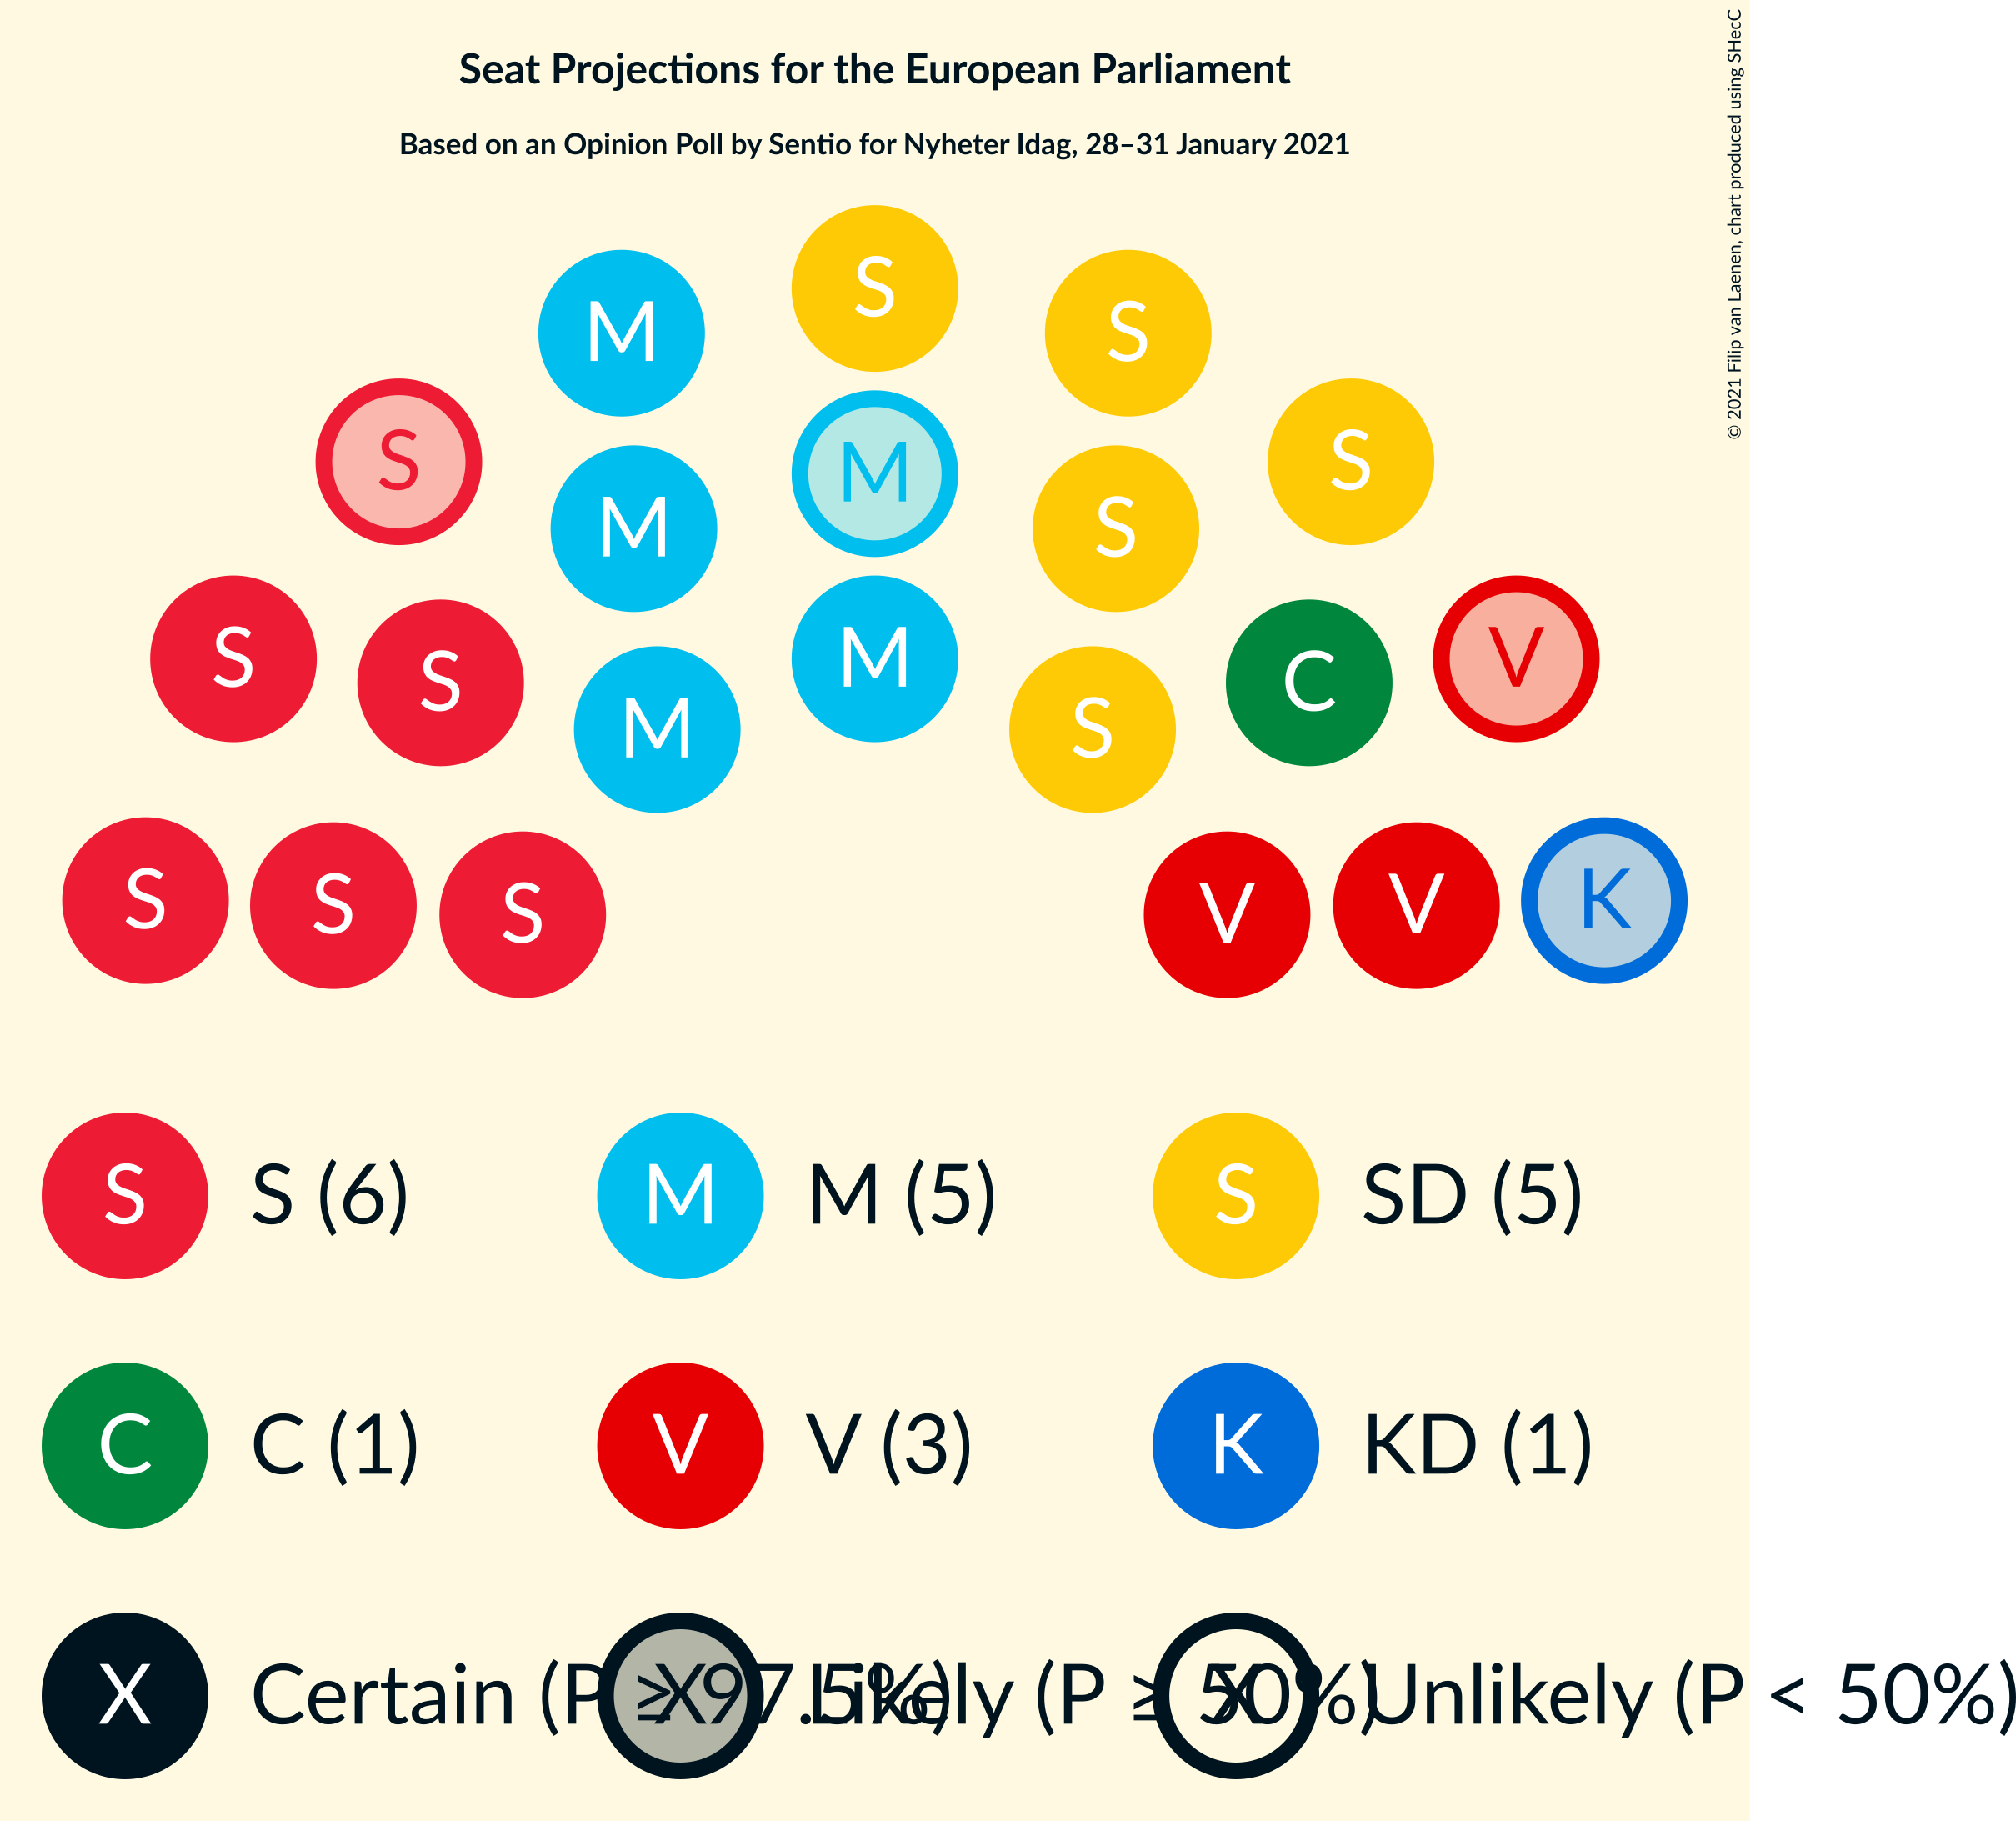 Seat Projections for the European Parliament
Based on an Opinion Poll by Sentio for Nyheter Idag, 28–31 January 2021
© 2021 Filip van Laenen, chart produced using SHecC
S
M S
M S
S S
M
M S
S V
S M C
M S
S K
S V
S V
S S (6) M M (5) S SD (5)
C C (1) V V (3) K KD (1)
X Certain (P ≥ 97.5%) X Likely (P ≥ 50%) X Unlikely (P < 50%)